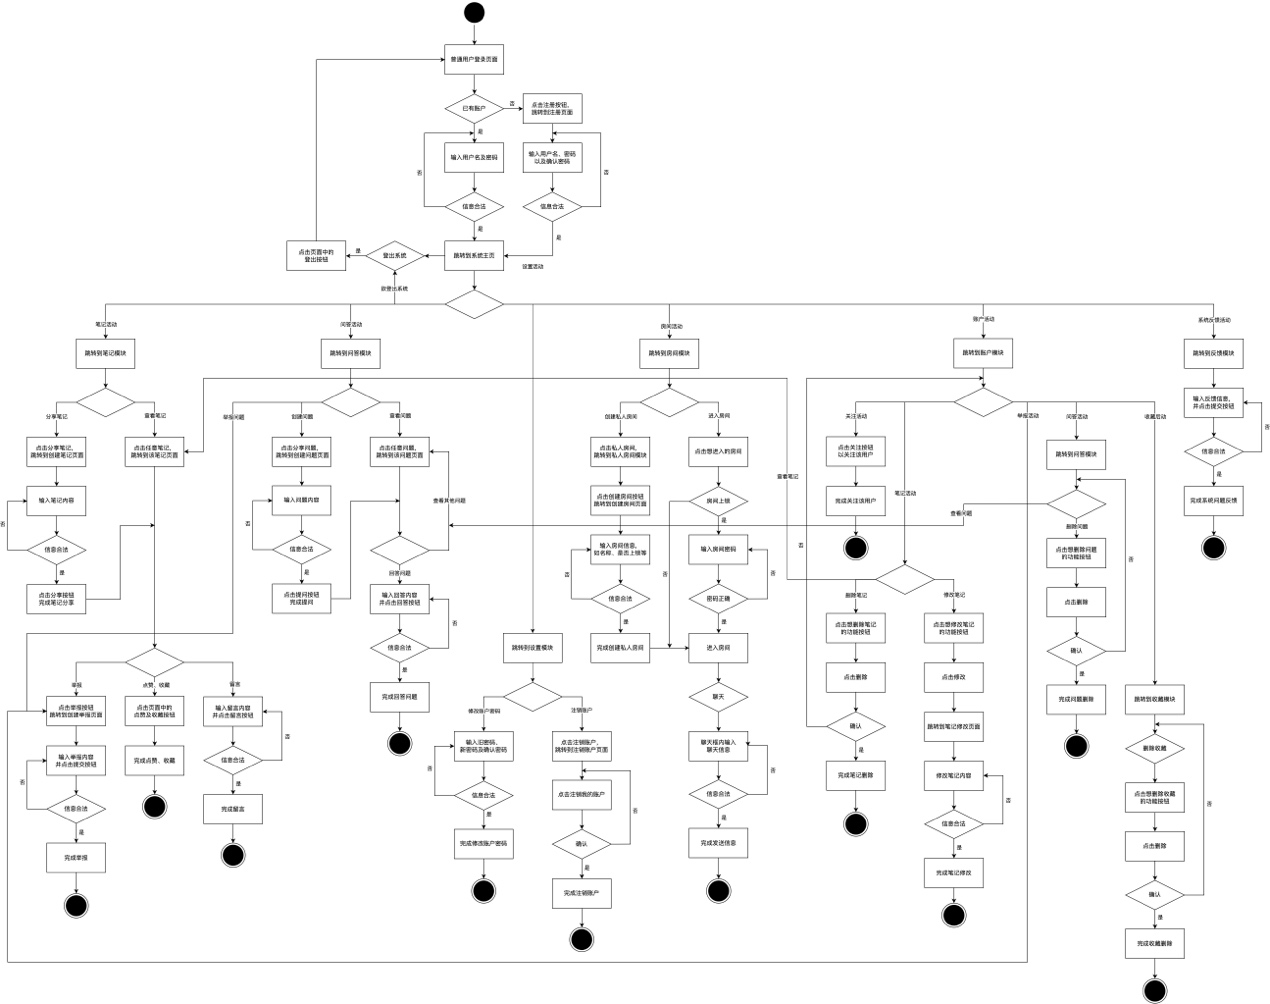 普通用户登录页面
已有账户
否
点击注册按钮，
跳转到注册页面
是
输入用户名及密码
输入用户名、密码
以及确认密码
否
否
信息合法
信息合法
是
是
点击页面中的
登出按钮
是
登出系统
跳转到系统主页
设置活动
欲登出系统
笔记活动
问答活动
房间活动
账户活动
系统反馈活动
跳转到笔记模块
跳转到问答模块
跳转到房间模块
跳转到账户模块
跳转到反馈模块
分享笔记
查看笔记
举报问题
创建问题
查看问题
创建私人房间
进入房间
关注活动
举报活动
问答活动
收藏启动
输入反馈信息，
并点击提交按钮
否
点击分享笔记，
跳转到创建笔记页面
点击任意笔记，
跳转到该笔记页面
点击分享问题，
跳转到创建问题页面
点击任意问题，
跳转到该问题页面
点击私人房间，
跳转到私人房间模块
点击想进入的房间
点击关注按钮
以关注该用户
跳转到问答模块
信息合法
是
查看笔记
笔记活动
输入笔记内容
输入问题内容
查看其他问题
点击创建房间按钮
跳转到创建房间页面
房间上锁
完成关注该用户
完成系统问题反馈
否
否
是
查看问题
删除问题
信息合法
信息合法
输入房间信息，
如名称、是否上锁等
输入房间密码
否
点击想删除问题
的功能按钮
否
是
是
回答问题
否
否
否
点击分享按钮
完成笔记分享
点击提问按钮
完成提问
输入回答内容
并点击回答按钮
信息合法
密码正确
删除笔记
修改笔记
点击删除
否
是
是
点击想删除笔记
的功能按钮
点击想修改笔记
的功能按钮
信息合法
跳转到设置模块
完成创建私人房间
进入房间
确认
是
是
举报
点赞、收藏
留言
点击删除
点击修改
完成回答问题
聊天
完成问题删除
跳转到收藏模块
点击举报按钮
跳转到创建举报页面
点击页面中的
点赞及收藏按钮
输入留言内容
并点击留言按钮
修改账户密码
注销账户
确认
跳转到笔记修改页面
否
输入旧密码，
新密码及确认密码
点击注销账户，
跳转到注销账户页面
聊天框内输入
聊天信息
是
删除收藏
输入举报内容
并点击提交按钮
完成点赞、收藏
信息合法
否
否
否
完成笔记删除
修改笔记内容
是
点击注销我的账户
信息合法
信息合法
点击想删除收藏
的功能按钮
否
否
否
信息合法
完成留言
是
是
信息合法
是
完成修改账户密码
确认
完成发送信息
是
点击删除
完成举报
是
完成笔记修改
完成注销账户
确认
是
完成收藏删除